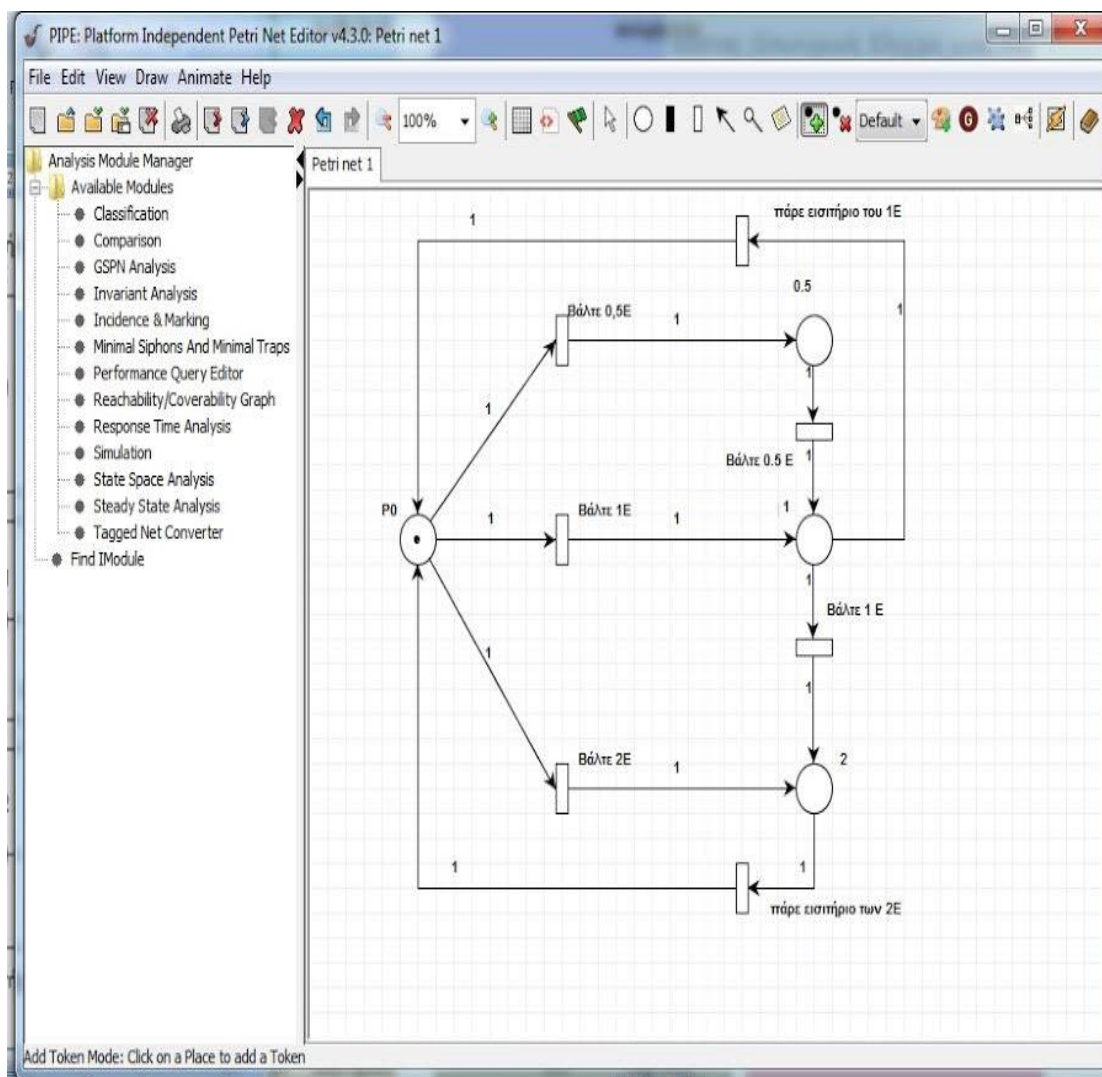 PIPE: Platform Independent Petri Net Editor v4.3.0: Petri net 1
File Edit View Draw Animate Help
100%
Default
Analysis Module Manager
Available Modules
Classification
Comparison
GSPN Analysis
Invariant Analysis
Incidence & Marking
Minimal Siphons And Minimal Traps
Performance Query Editor
Reachability/Coverability Graph
Response Time Analysis
Simulation
State Space Analysis
Steady State Analysis
Tagged Net Converter
Find IModule
Petri net 1
1
πάρε εισιτήριο του 1Ε
0.5
Βάλτε 0,5Ε
1
1
1
1
Βάλτε 0.5 Ε
1
P0
1
Βάλτε 1Ε
1
1
1
Βάλτε 1 Ε
1
1
Βάλτε 2Ε
1
2
1
1
πάρε εισιτήριο των 2Ε
Add Token Mode: Click on a Place to add a Token